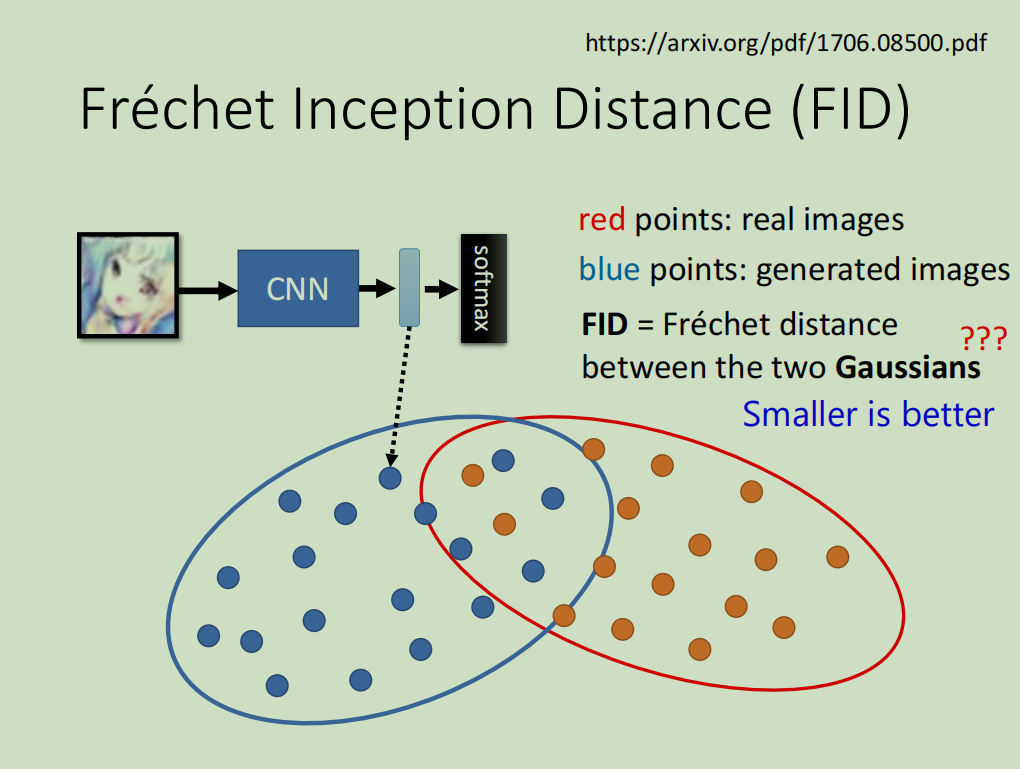 https://arxiv.org/pdf/1706.08500.pdf
Fréchet Inception Distance (FID)
CNN
softmax
red points: real images
blue points: generated images
FID = Fréchet distance
???
between the two Gaussians
Smaller is better